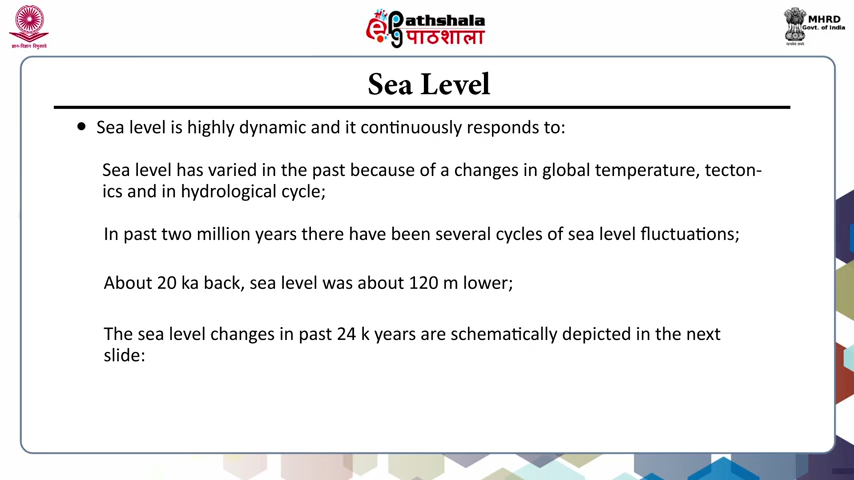 Pathshala
पाठशाला
MHRD
Govt. of India
ज्ञान-विज्ञान विमुक्तये
Sea Level
• Sea level is highly dynamic and it continuously responds to:
Sea level has varied in the past because of a changes in global temperature, tecton-
ics and in hydrological cycle;
In past two million years there have been several cycles of sea level fluctuations;
About 20 ka back, sea level was about 120 m lower;
The sea level changes in past 24 k years are schematically depicted in the next
slide: